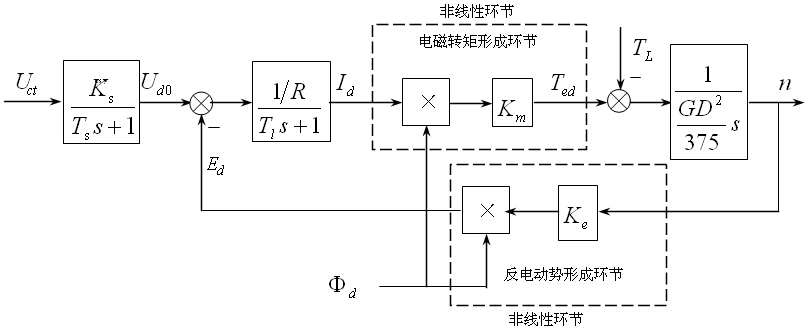 非线性环节
电磁转矩形成环节
U_ct
K_s
T_s s+1
U_d0
−
E_d
1/R
T_l s+1
I_d
×
K_m
T_ed
T_L
−
1
GD^2
375
s
n
×
K_e
Φ_d
反电动势形成环节
非线性环节